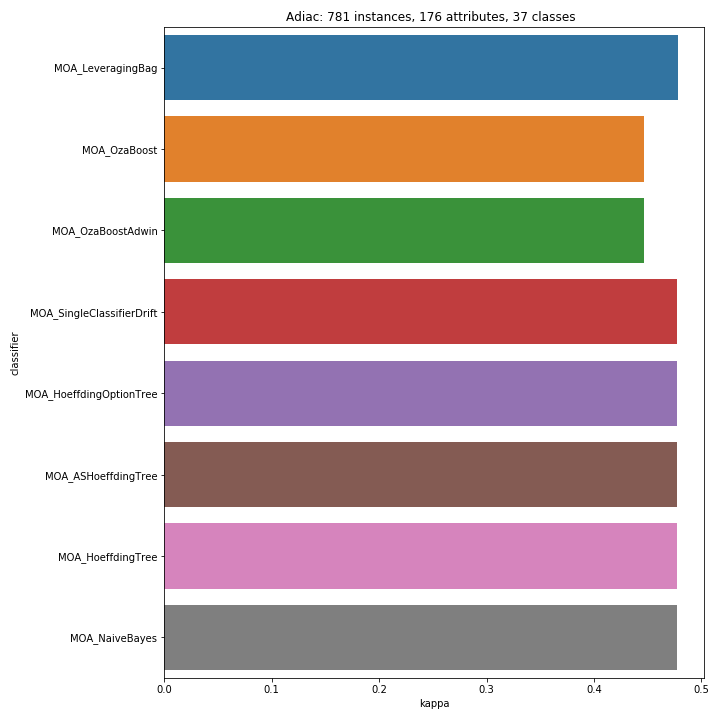 Adiac: 781 instances, 176 attributes, 37 classes
classifier
MOA_LeveragingBag
MOA_OzaBoost
MOA_OzaBoostAdwin
MOA_SingleClassifierDrift
MOA_HoeffdingOptionTree
MOA_ASHoeffdingTree
MOA_HoeffdingTree
MOA_NaiveBayes
0.0 0.1 0.2 0.3 0.4 0.5
kappa